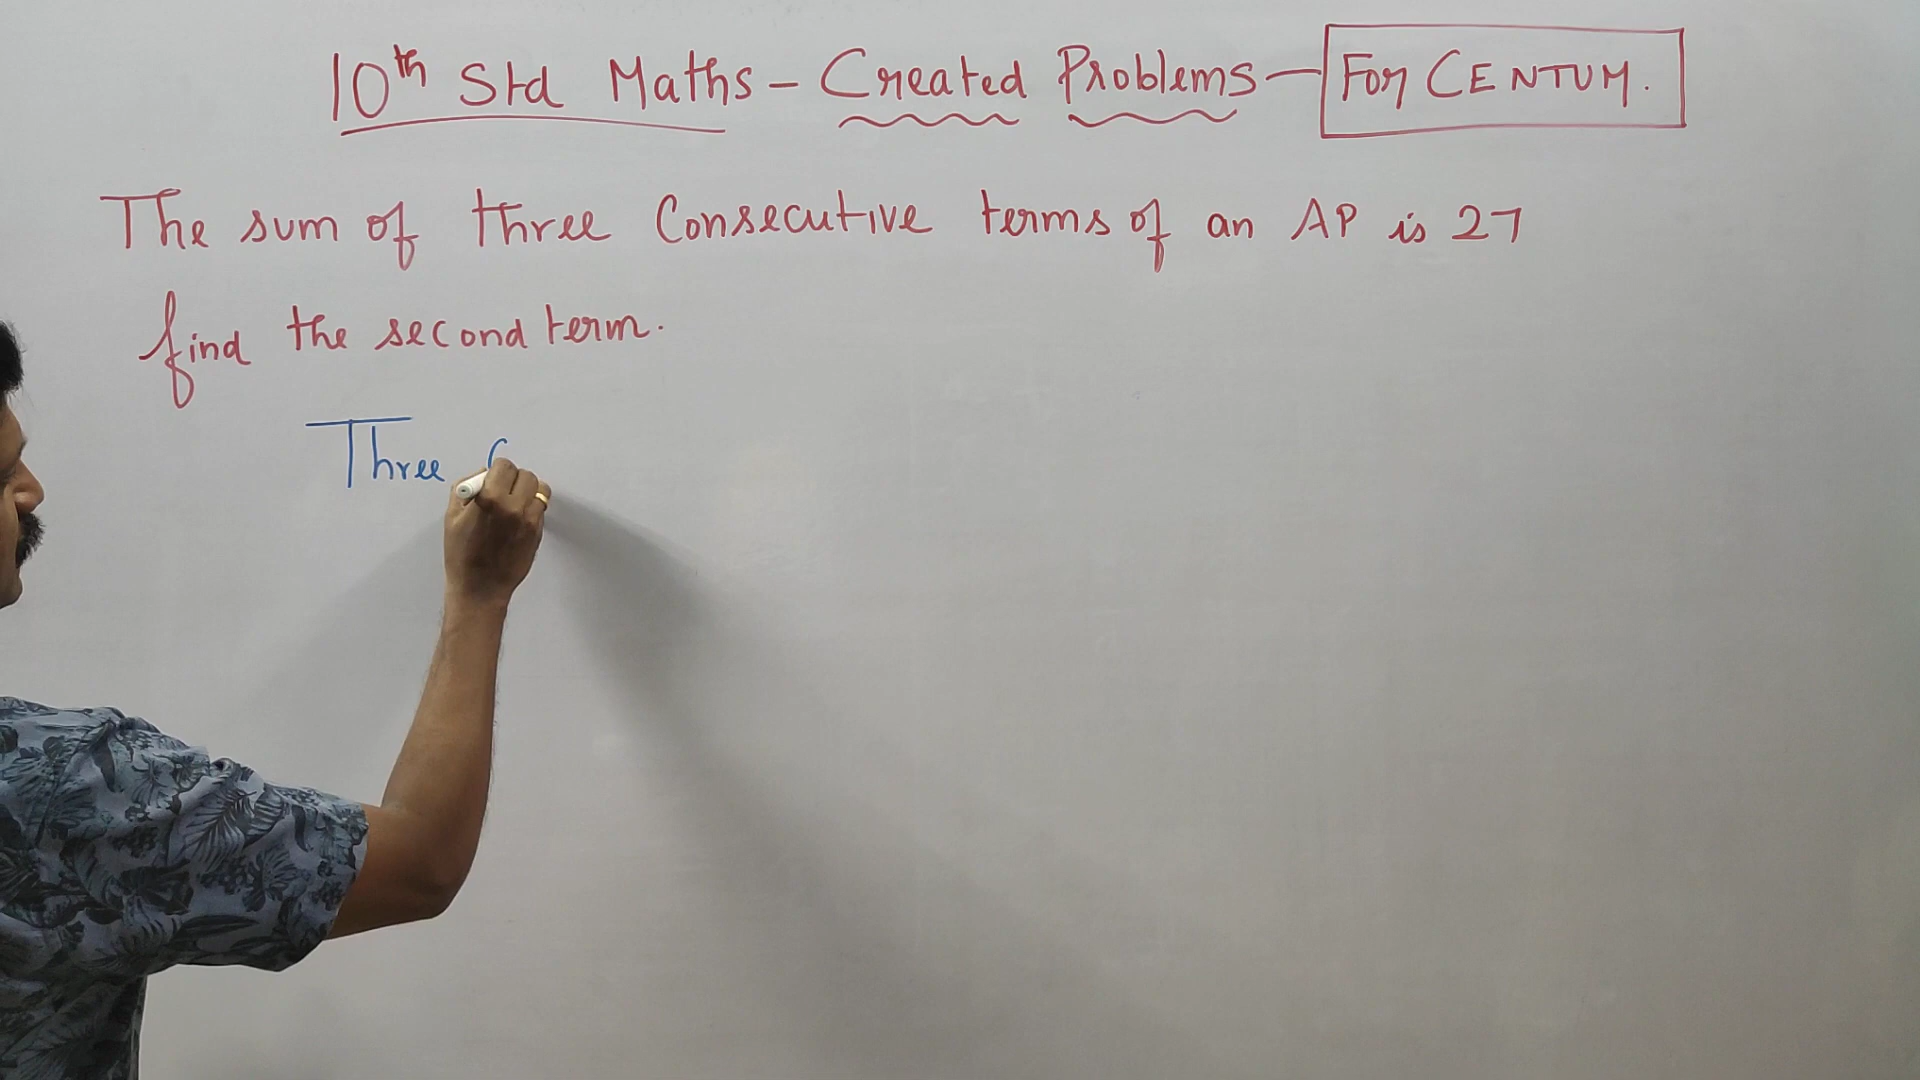 10th Std Maths - Created Problems - For CENTUM.
The sum of three Consecutive terms of an AP is 27
find the second term.
Three